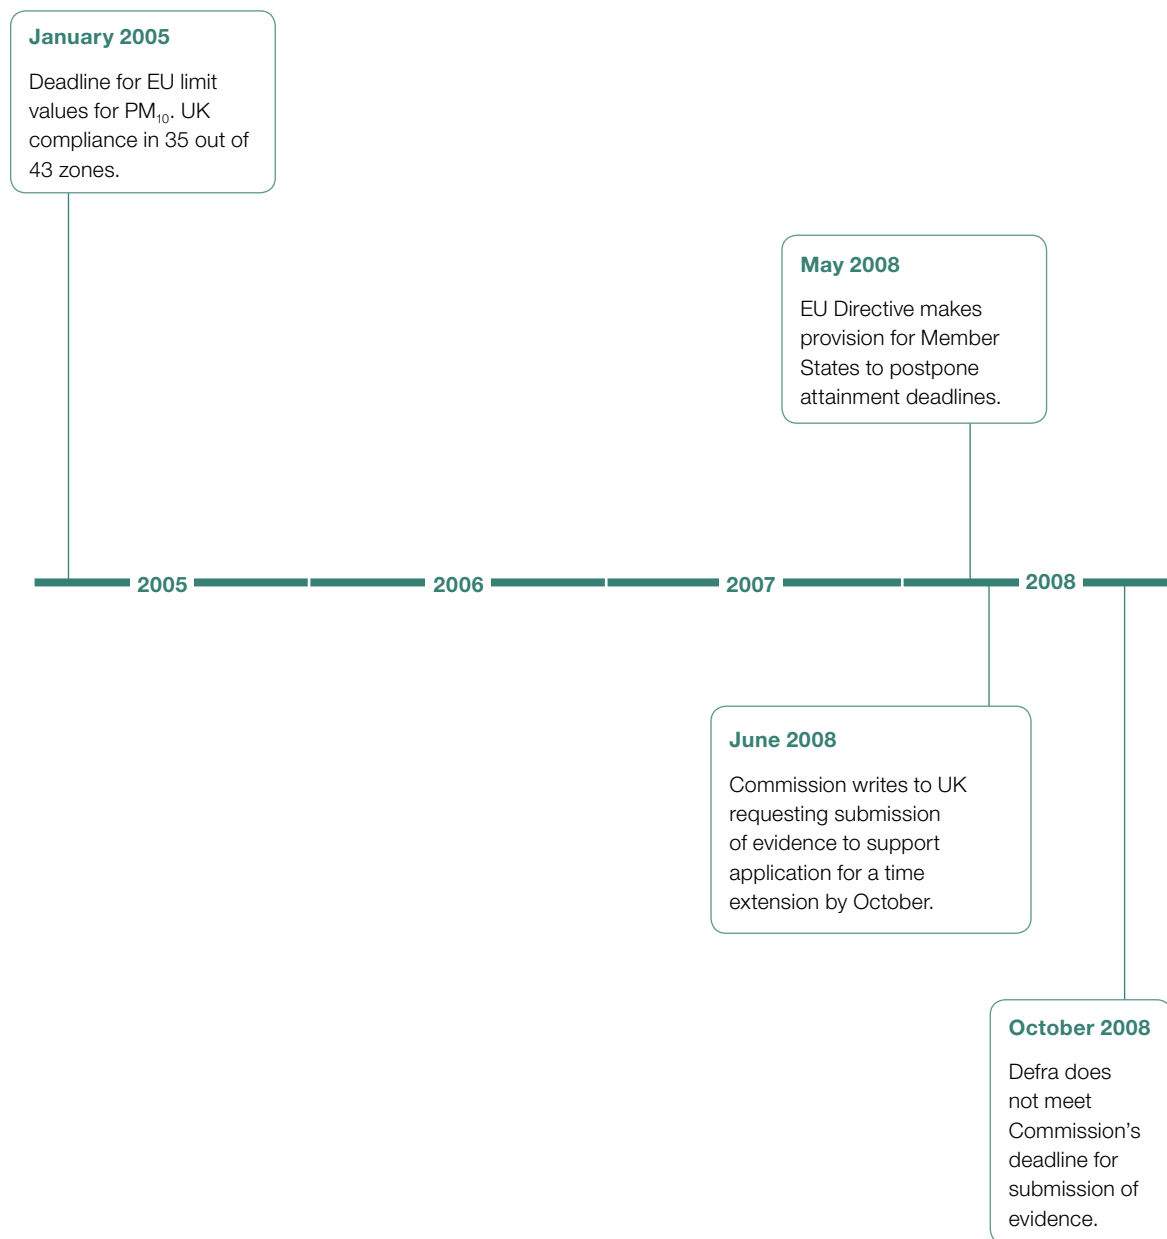 January 2005
Deadline for EU limit
values for PM₁₀. UK
compliance in 35 out of
43 zones.
May 2008
EU Directive makes
provision for Member
States to postpone
attainment deadlines.
2005
2006
2007
2008
June 2008
Commission writes to UK
requesting submission
of evidence to support
application for a time
extension by October.
October 2008
Defra does
not meet
Commission’s
deadline for
submission of
evidence.